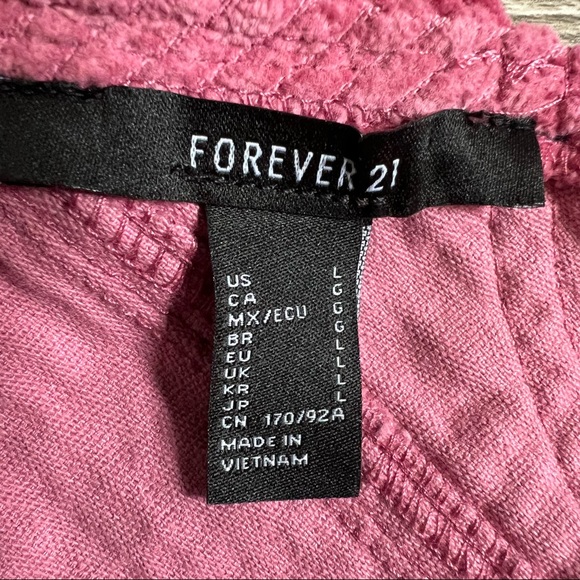 FOREVER 21
US L
CA G
MX/ECU G
BR G
EU L
UK L
KR L
JP L
CN 170/92A
MADE IN
VIETNAM